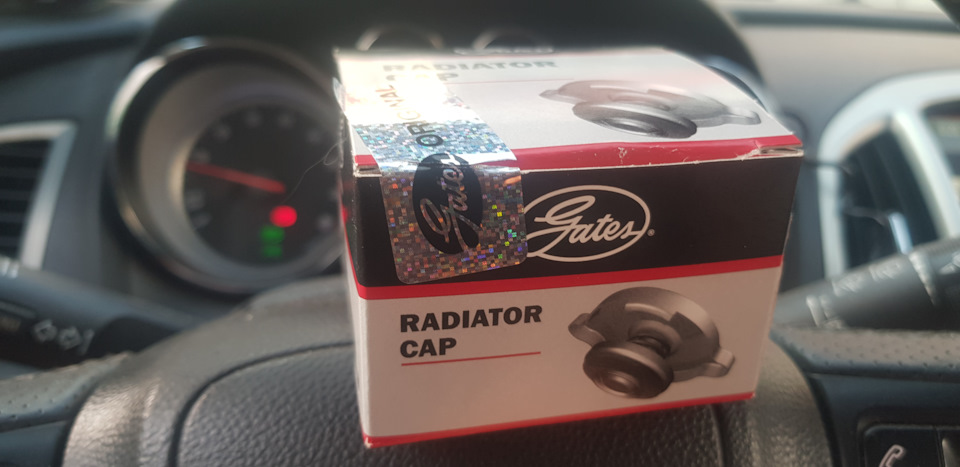 RADIATOR
CAP
ORIGINAL
Gates
Gates®
RADIATOR
CAP